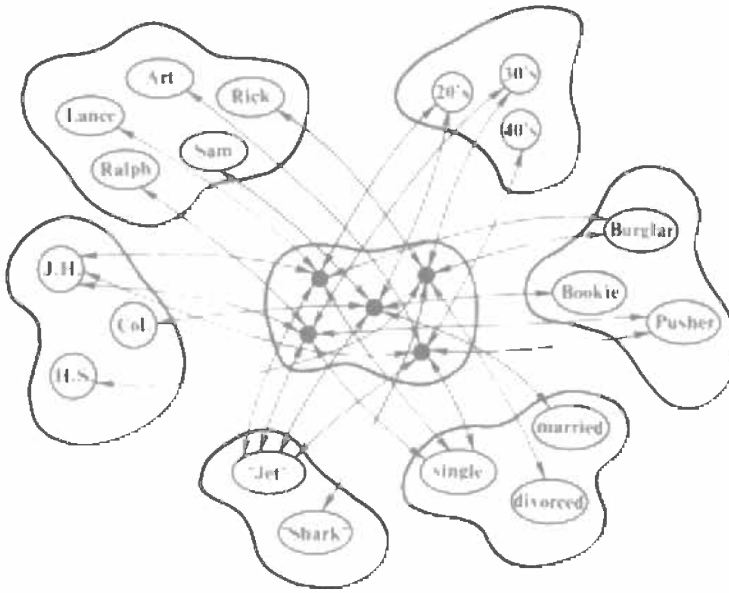 Art
Rick
Lance
Sam
Ralph
20's
30's
40's
J.H.
Col
H.S.
Burglar
Bookie
Pusher
"Jet"
"Shark"
married
single
divorced